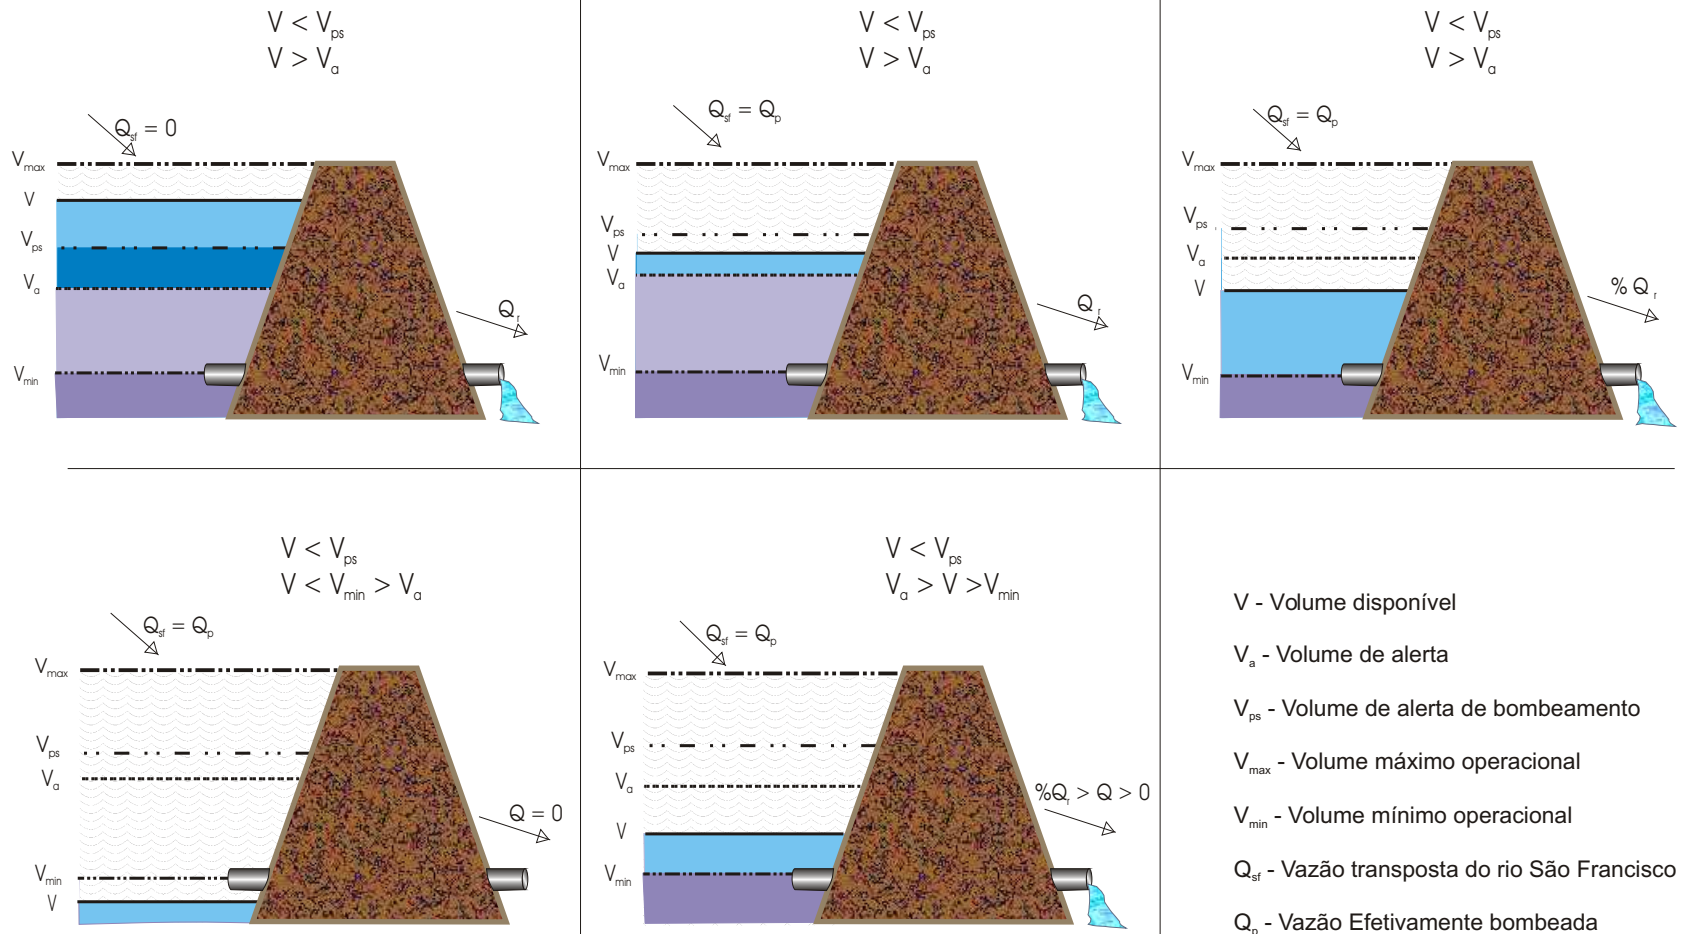 V < Vps
V > Va
Qsf = 0
Vmax
V
Vps
Va
Vmin
Qr
V < Vps
V > Va
Qsf = Qp
Vmax
Vps
V
Va
Vmin
Qr
V < Vps
V > Va
Qsf = Qp
Vmax
Vps
Va
V
Vmin
% Qr
V < Vps
V < Vmin > Va
Qsf = Qp
Vmax
Vps
Va
Vmin
V
Q = 0
V < Vps
Va > V >Vmin
Qsf = Qp
Vmax
Vps
Va
V
Vmin
%Qr > Q > 0
V - Volume disponível
Va - Volume de alerta
Vps - Volume de alerta de bombeamento
Vmax - Volume máximo operacional
Vmin - Volume mínimo operacional
Qsf - Vazão transposta do rio São Francisco
Qp - Vazão Efetivamente bombeada